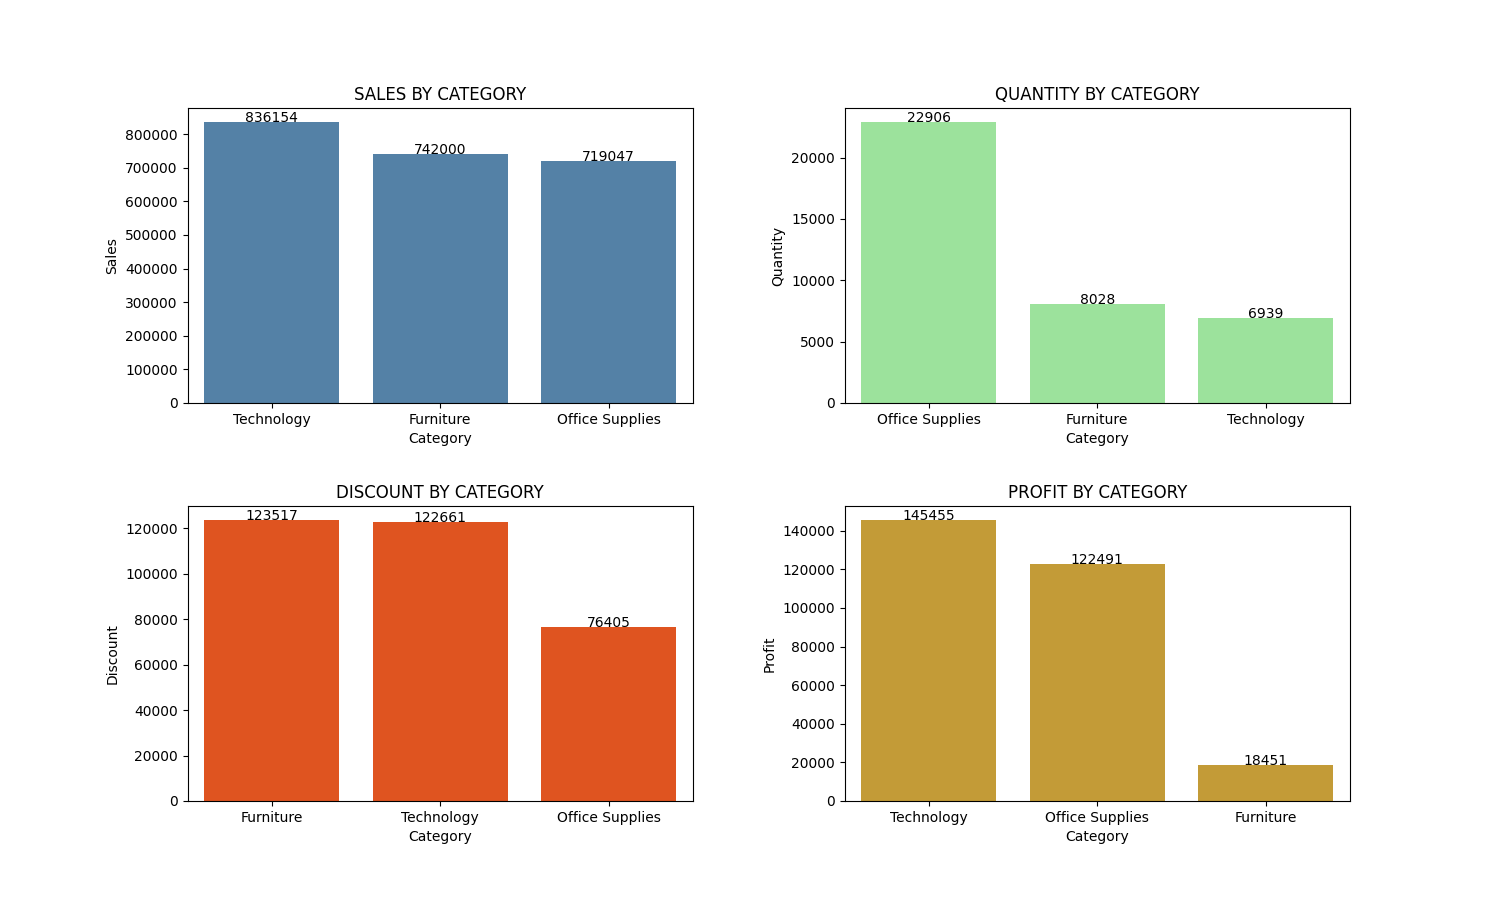 SALES BY CATEGORY
836154
742000
719047
800000
700000
600000
500000
400000
300000
200000
100000
0
Sales
Technology Furniture Office Supplies
Category
QUANTITY BY CATEGORY
22906
8028
6939
20000
15000
10000
5000
0
Quantity
Office Supplies Furniture Technology
Category
DISCOUNT BY CATEGORY
123517
122661
76405
120000
100000
80000
60000
40000
20000
0
Discount
Furniture Technology Office Supplies
Category
PROFIT BY CATEGORY
145455
122491
18451
140000
120000
100000
80000
60000
40000
20000
0
Profit
Technology Office Supplies Furniture
Category